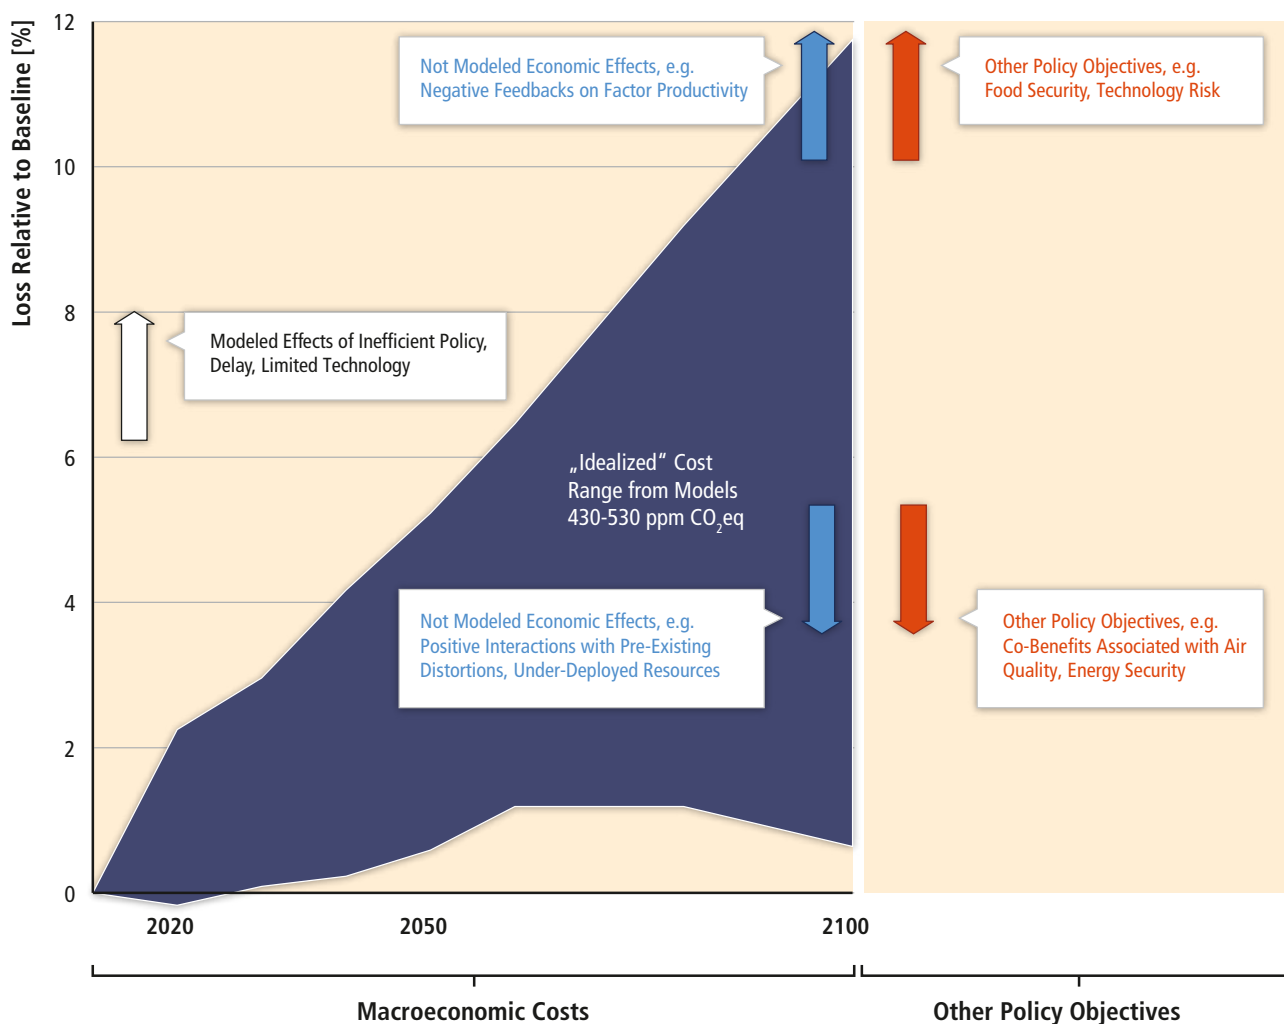 Loss Relative to Baseline [%]
12
10
8
6
4
2
0
Not Modeled Economic Effects, e.g.
Negative Feedbacks on Factor Productivity
Other Policy Objectives, e.g.
Food Security, Technology Risk
Modeled Effects of Inefficient Policy,
Delay, Limited Technology
„Idealized“ Cost
Range from Models
430-530 ppm CO₂eq
Not Modeled Economic Effects, e.g.
Positive Interactions with Pre-Existing
Distortions, Under-Deployed Resources
Other Policy Objectives, e.g.
Co-Benefits Associated with Air
Quality, Energy Security
2020
2050
2100
Macroeconomic Costs
Other Policy Objectives